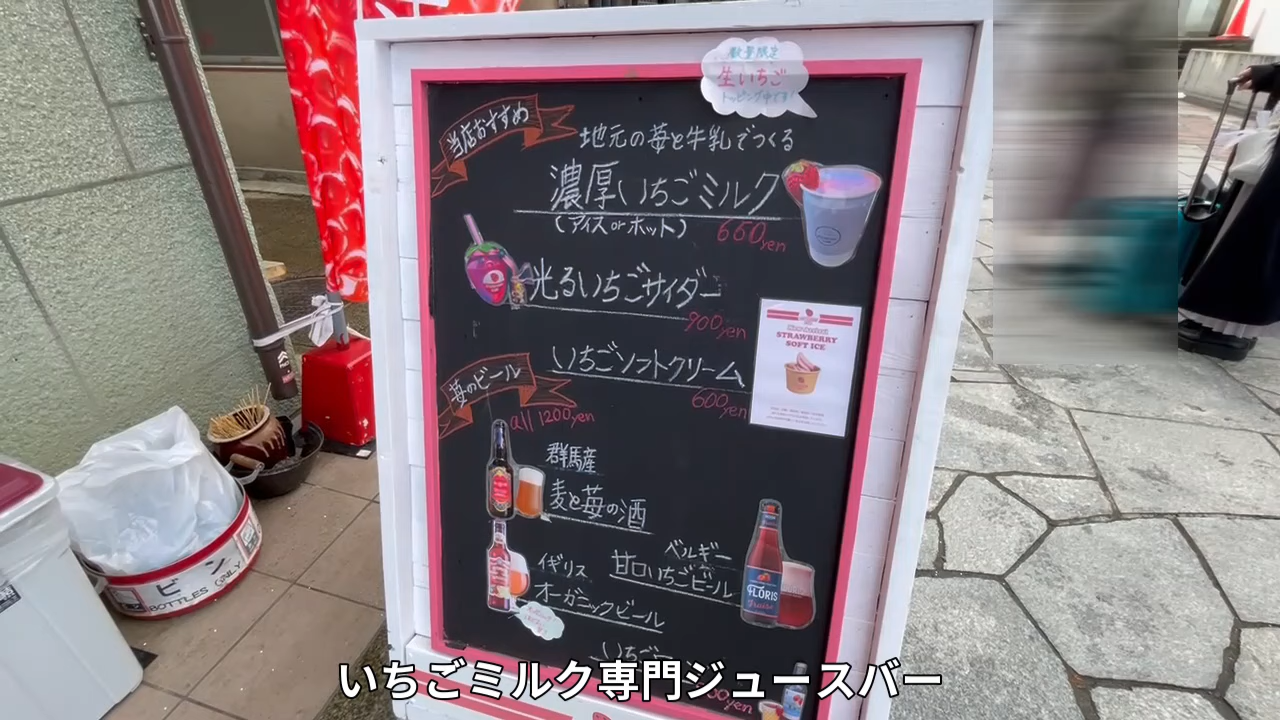 数量限定
生いちご
トッピング中です!
当店おすすめ
地元の苺と牛乳でつくる
濃厚いちごミルク
(アイス or ホット)
660yen
光るいちごサイダー
900yen
STRAWBERRY
SOFT ICE
いちごソフトクリーム
600yen
苺のビール
all 1200yen
群馬産
麦と苺の酒
イギリス
オーガニックビール
ベルギー
甘口いちごビール
FLORIS
Fraise
ビン
BOTTLES ONLY
いちごミルク専門ジュースバー